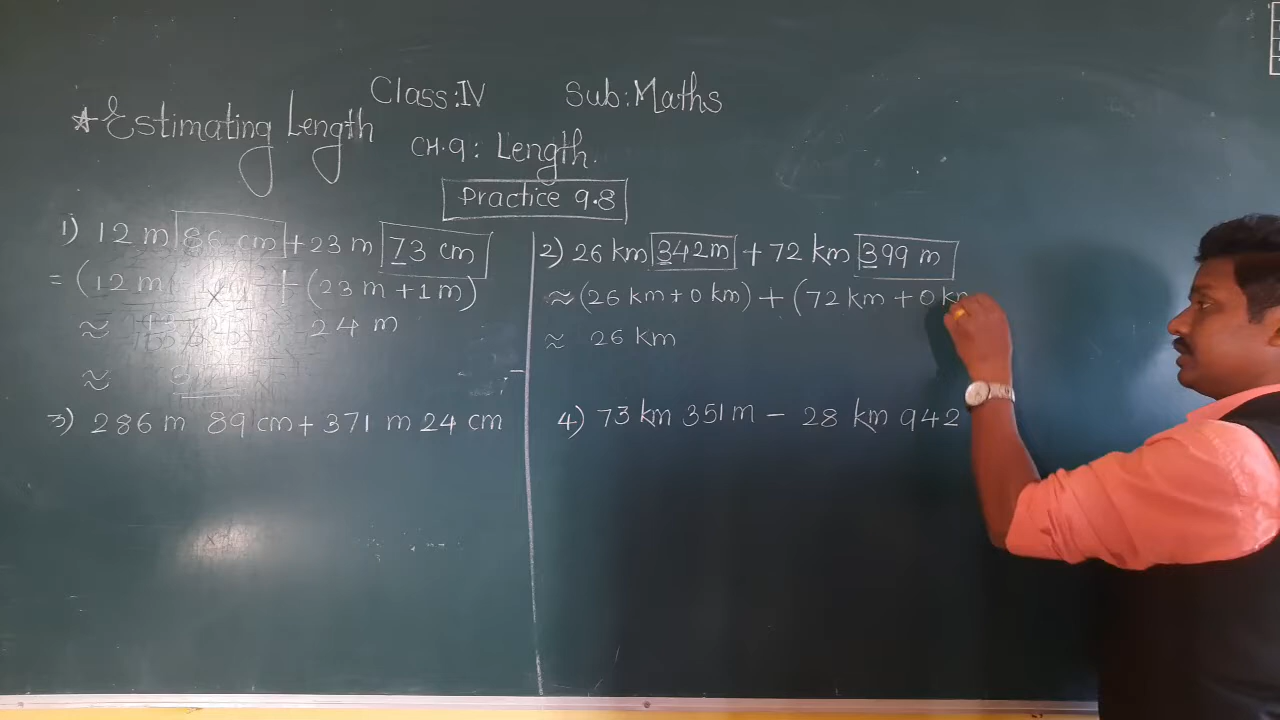 Class:IV Sub:Maths
*Estimating Length
CH.9: Length.
Practice 9.8
1) 12 m 86 cm + 23 m 73 cm
= (12 m + (23 m + 1 m)
≈ 24 m
≈
2) 26 km 342 m + 72 km 399 m
≈ (26 km + 0 km) + (72 km + 0 km
≈ 26 km
3) 286 m 89 cm + 371 m 24 cm
4) 73 km 351 m - 28 km 942